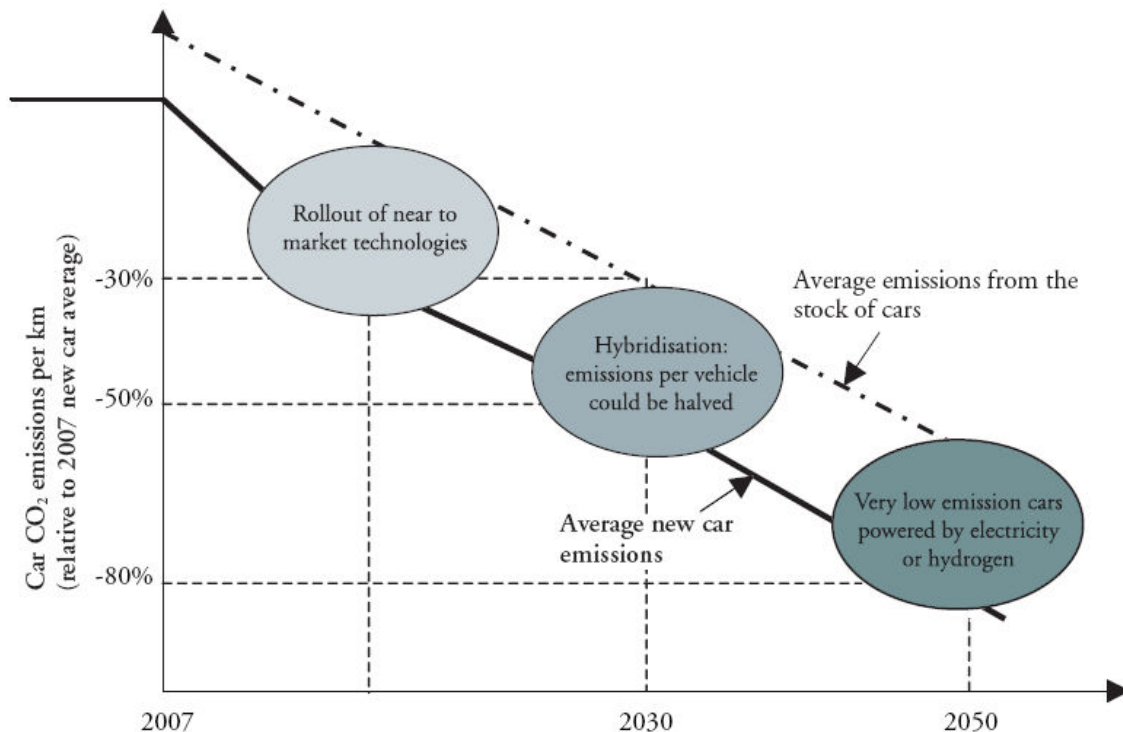 Rollout of near to
market technologies
-30%
Average emissions from the
stock of cars
Hybridisation:
emissions per vehicle
could be halved
-50%
Car CO₂ emissions per km
(relative to 2007 new car average)
Average new car
emissions
Very low emission cars
powered by electricity
or hydrogen
-80%
2007
2030
2050